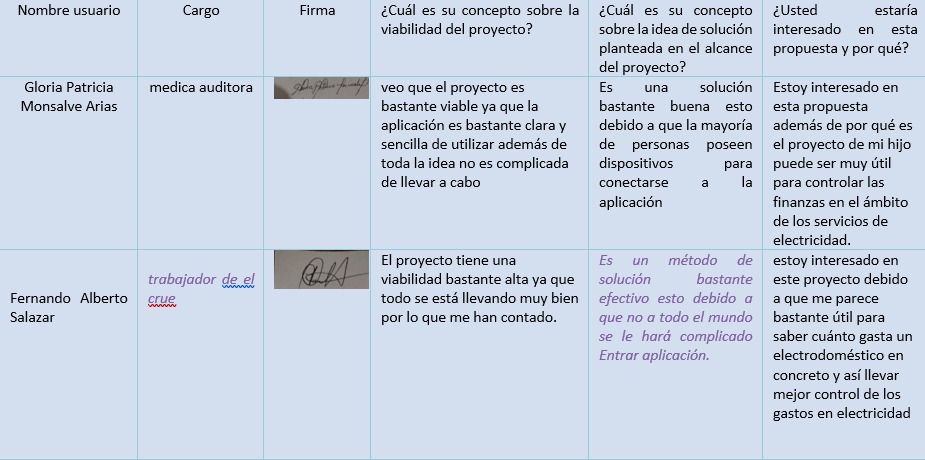 Nombre usuario
Cargo
Firma
¿Cuál es su concepto sobre la
viabilidad del proyecto?
¿Cuál es su concepto
sobre la idea de solución
planteada en el alcance
del proyecto?
¿Usted estaría
interesado en esta
propuesta y por qué?
Gloria Patricia
Monsalve Arias
medica auditora
veo que el proyecto es
bastante viable ya que la
aplicación es bastante clara y
sencilla de utilizar además de
toda la idea no es complicada
de llevar a cabo
Es una solución
bastante buena esto
debido a que la mayoría
de personas poseen
dispositivos para
conectarse a la
aplicación
Estoy interesado en
esta propuesta
además de por qué es
el proyecto de mi hijo
puede ser muy útil
para controlar las
finanzas en el ámbito
de los servicios de
electricidad.
Fernando Alberto
Salazar
trabajador de el
crue
El proyecto tiene una
viabilidad bastante alta ya que
todo se está llevando muy bien
por lo que me han contado.
Es un método de
solución bastante
efectivo esto debido a
que no a todo el mundo
se le hará complicado
Entrar aplicación.
estoy interesado en
este proyecto debido
a que me parece
bastante útil para
saber cuánto gasta un
electrodoméstico en
concreto y así llevar
mejor control de los
gastos en electricidad